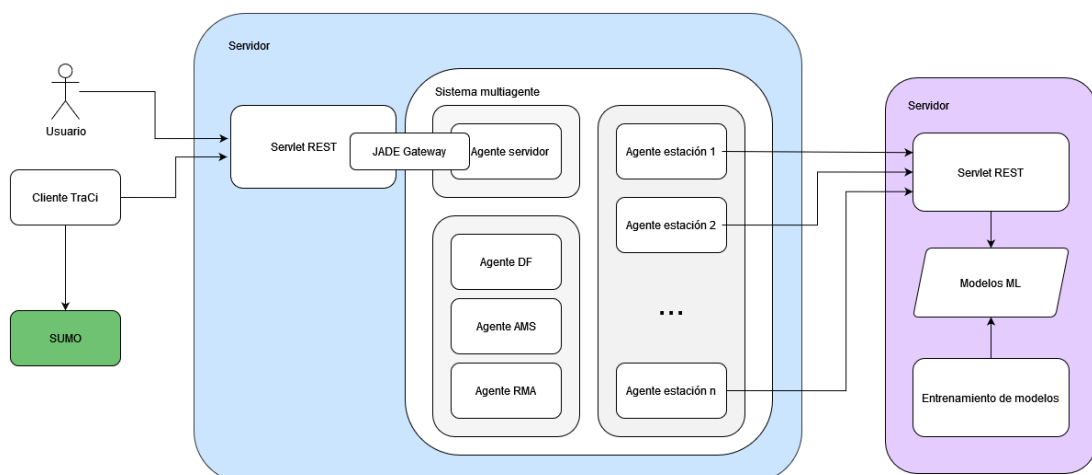 Servidor
Usuario
Cliente TraCi
SUMO
Servlet REST
JADE Gateway
Sistema multiagente
Agente servidor
Agente DF
Agente AMS
Agente RMA
Agente estación 1
Agente estación 2
...
Agente estación n
Servidor
Servlet REST
Modelos ML
Entrenamiento de modelos